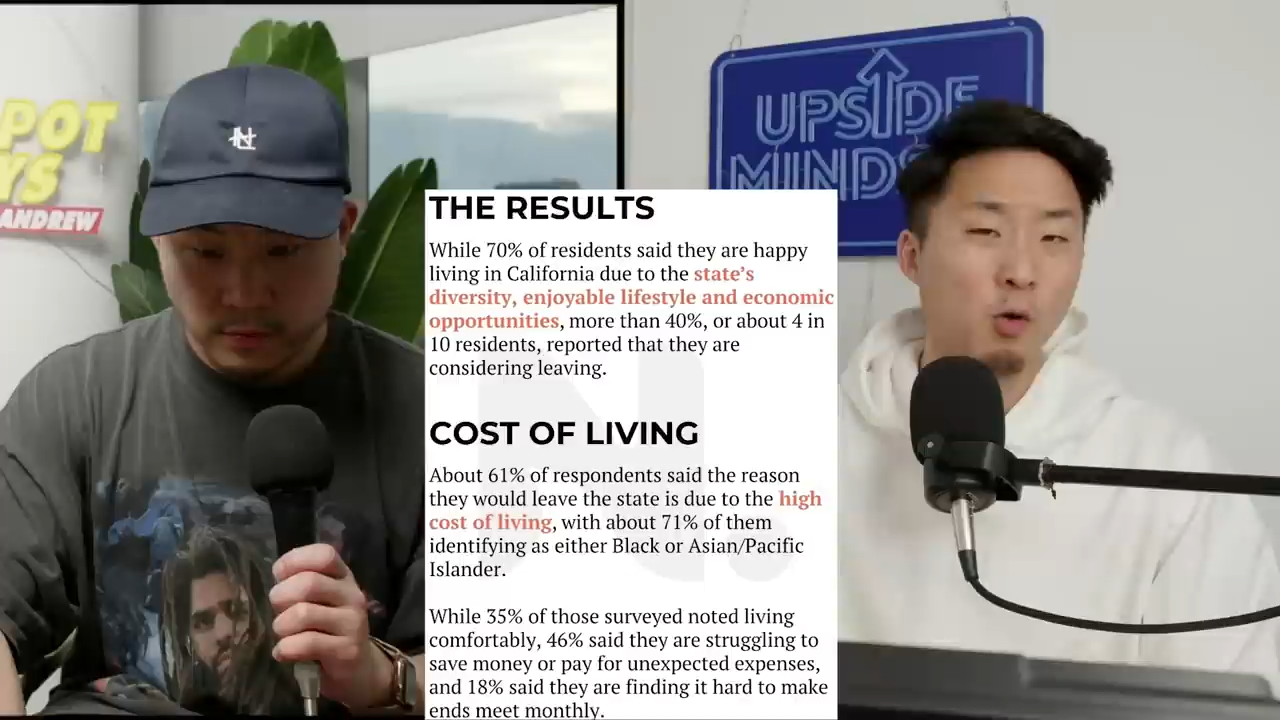 POT
YS
ANDREW
UPSIDE
MINDS
THE RESULTS
While 70% of residents said they are happy
living in California due to the state’s
diversity, enjoyable lifestyle and economic
opportunities, more than 40%, or about 4 in
10 residents, reported that they are
considering leaving.
COST OF LIVING
About 61% of respondents said the reason
they would leave the state is due to the high
cost of living, with about 71% of them
identifying as either Black or Asian/Pacific
Islander.
While 35% of those surveyed noted living
comfortably, 46% said they are struggling to
save money or pay for unexpected expenses,
and 18% said they are finding it hard to make
ends meet monthly.